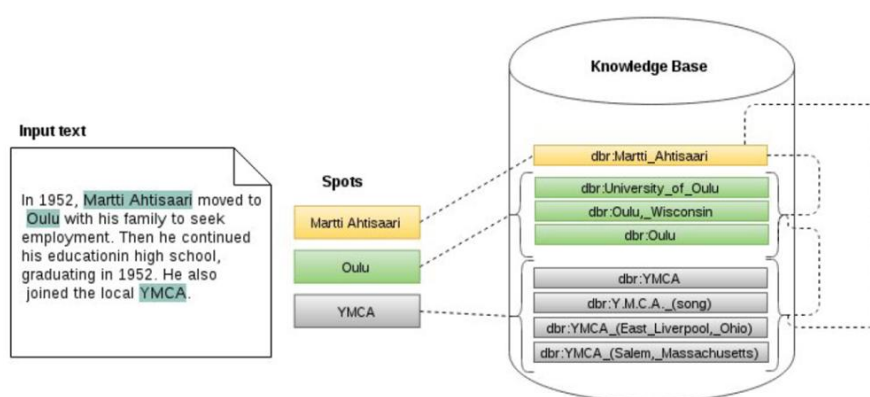 Knowledge Base
Input text
In 1952, Martti Ahtisaari moved to
Oulu with his family to seek
employment. Then he continued
his educationin high school,
graduating in 1952. He also
joined the local YMCA.
Spots
Martti Ahtisaari
Oulu
YMCA
dbr:Martti_Ahtisaari
dbr:University_of_Oulu
dbr:Oulu,_Wisconsin
dbr:Oulu
dbr:YMCA
dbr:Y.M.C.A._(song)
dbr:YMCA_(East_Liverpool,_Ohio)
dbr:YMCA_(Salem,_Massachusetts)